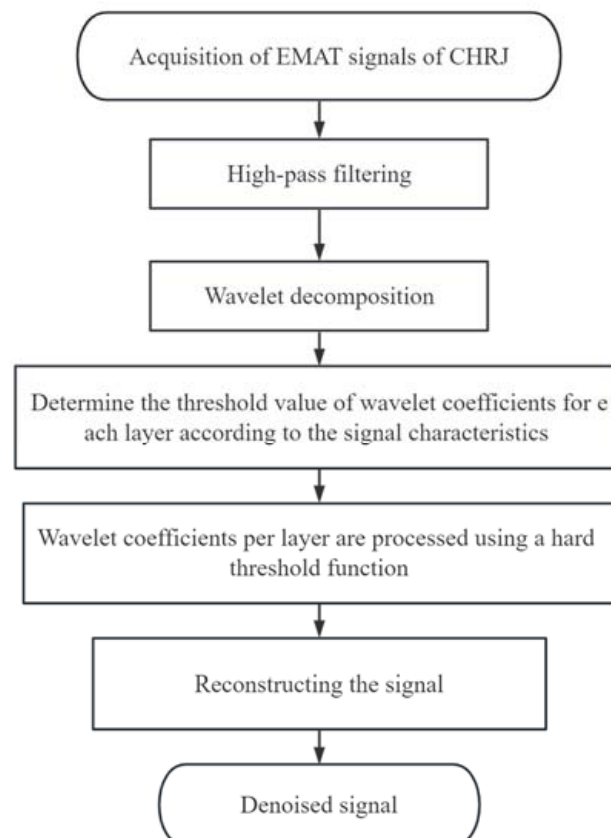 Acquisition of EMAT signals of CHRJ
High-pass filtering
Wavelet decomposition
Determine the threshold value of wavelet coefficients for e
ach layer according to the signal characteristics
Wavelet coefficients per layer are processed using a hard
threshold function
Reconstructing the signal
Denoised signal